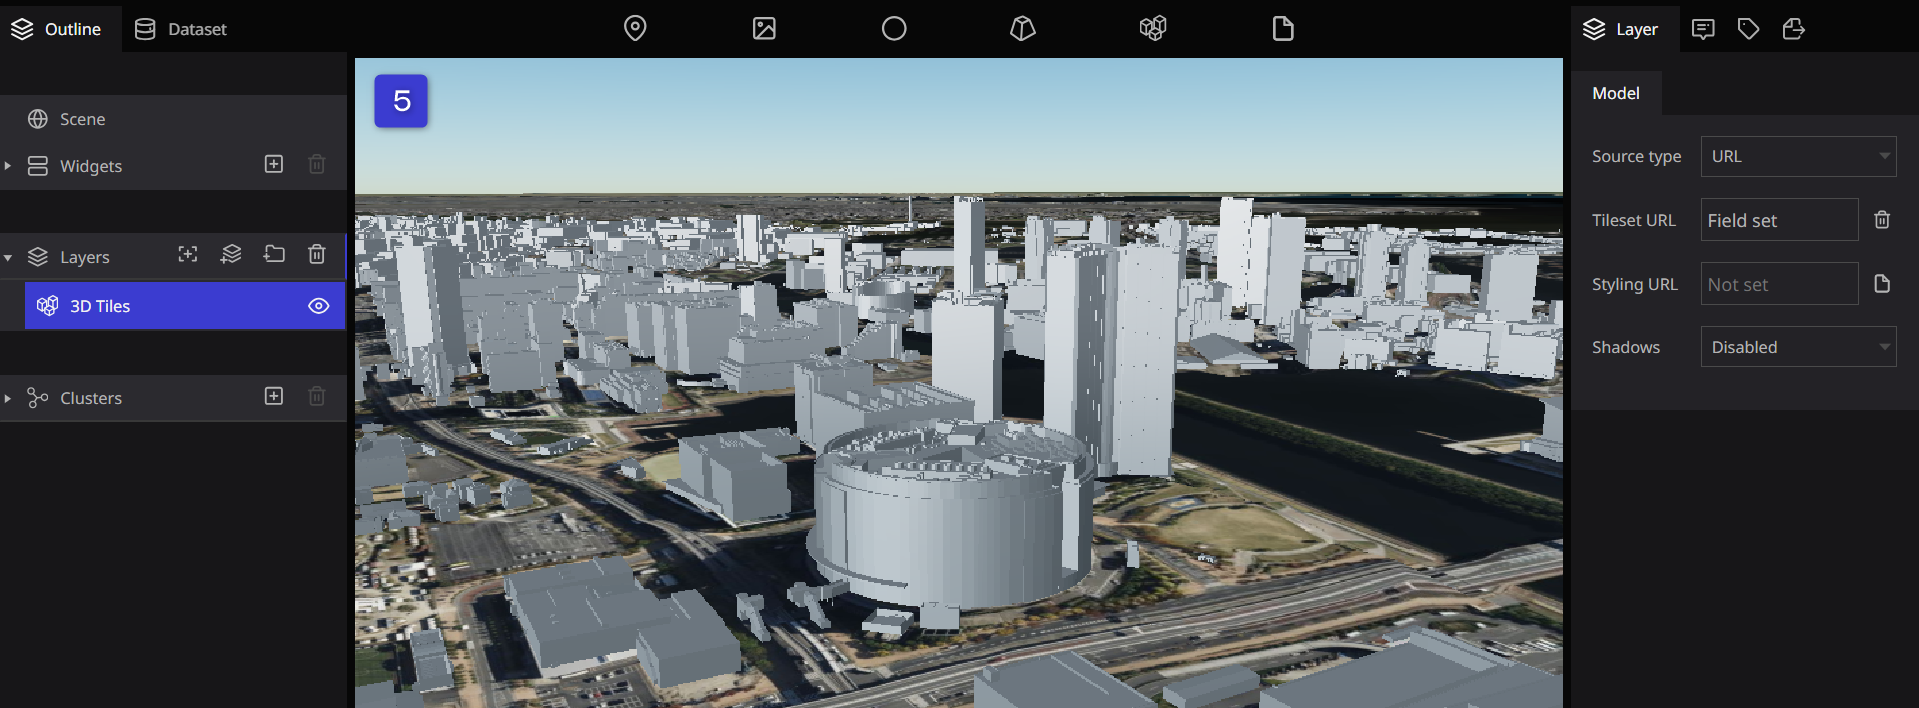 Outline
Dataset
Scene
Widgets
Layers
3D Tiles
Clusters
5
Layer
Model
Source type
URL
Tileset URL
Field set
Styling URL
Not set
Shadows
Disabled